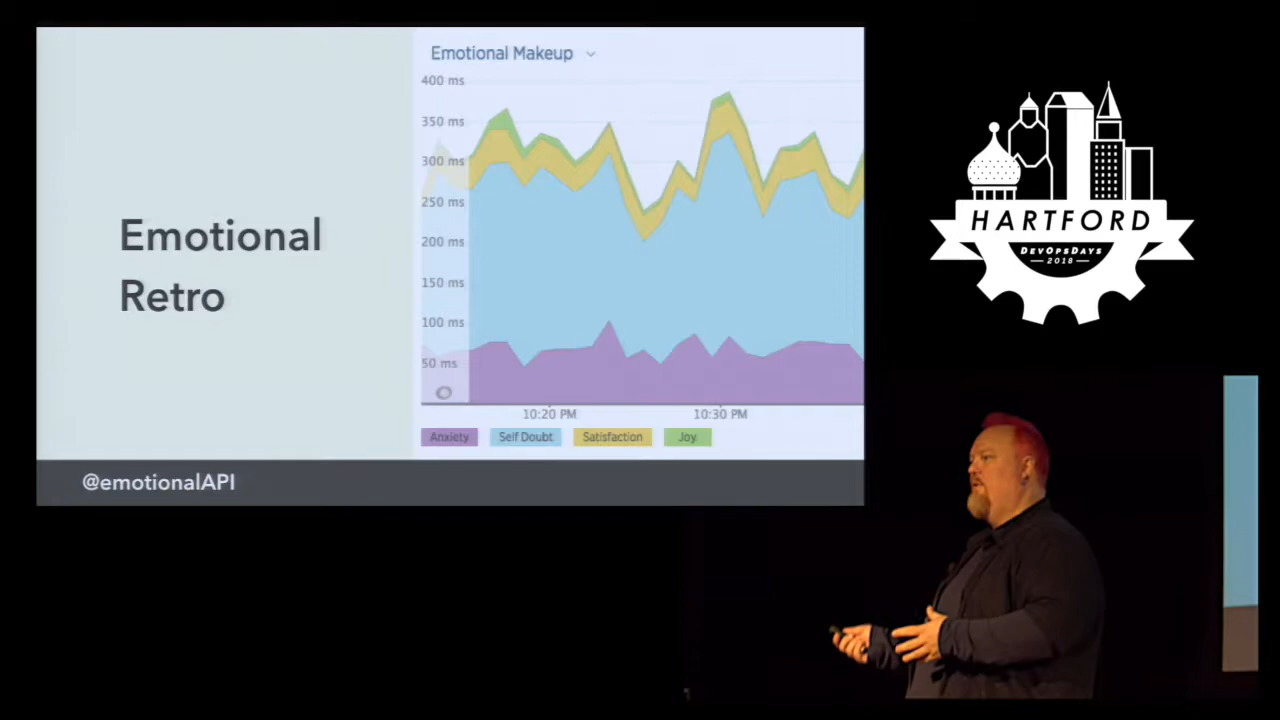 Emotional
Retro
Emotional Makeup
400 ms
350 ms
300 ms
250 ms
200 ms
150 ms
100 ms
50 ms
10:20 PM
10:30 PM
Anxiety
Self Doubt
Satisfaction
Joy
@emotionalAPI
HARTFORD
DEVOPSDAYS
2018